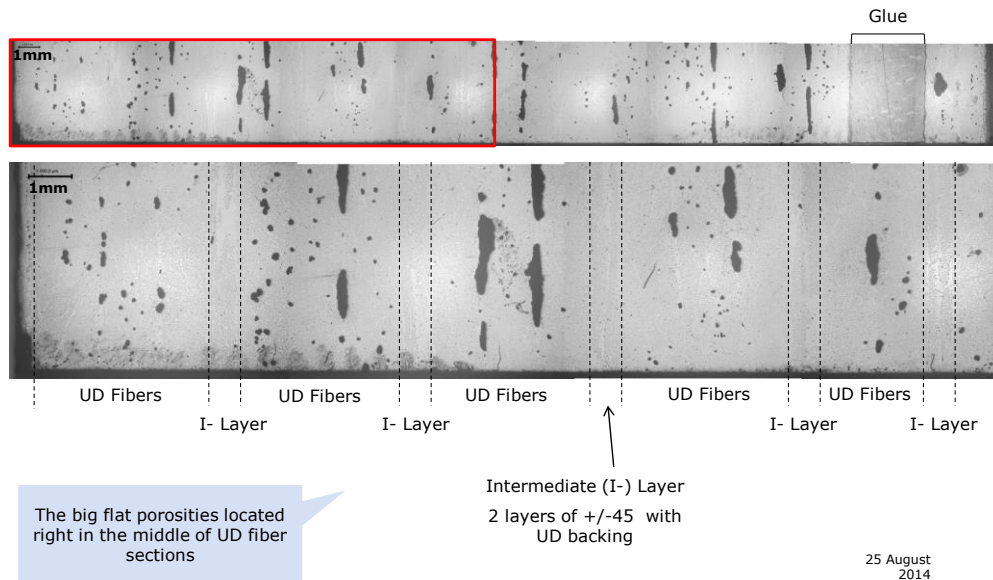 Glue
1mm
1mm
UD Fibers
UD Fibers
UD Fibers
UD Fibers
UD Fibers
I- Layer
I- Layer
I- Layer
I- Layer
Intermediate (I-) Layer
2 layers of +/-45 with
UD backing
The big flat porosities located
right in the middle of UD fiber
sections
25 August
2014